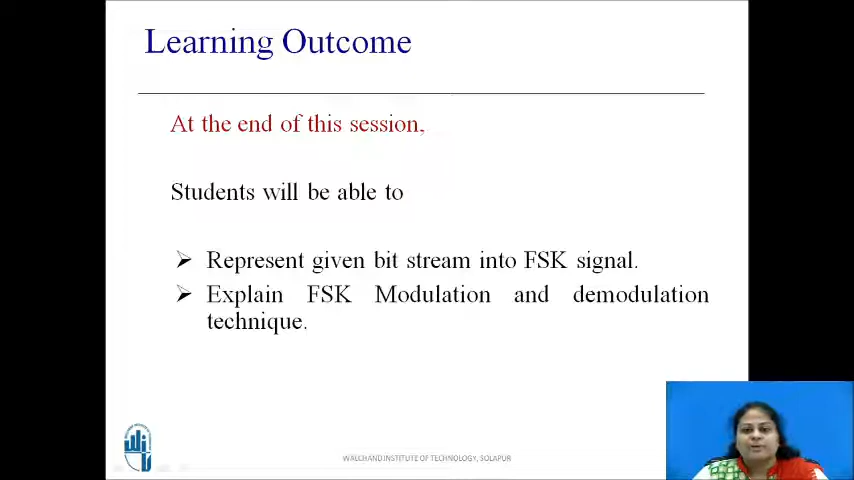 Learning Outcome
At the end of this session,
Students will be able to
➢ Represent given bit stream into FSK signal.
➢ Explain FSK Modulation and demodulation
technique.
WALCHAND INSTITUTE OF TECHNOLOGY, SOLAPUR